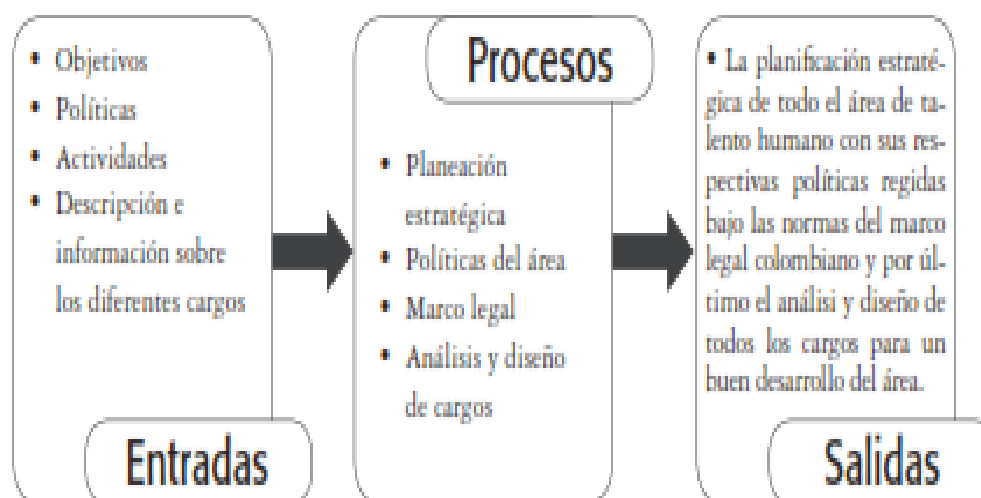 • Objetivos
• Políticas
• Actividades
• Descripción e
información sobre
los diferentes cargos
Entradas
Procesos
• Planeación
estratégica
• Políticas del área
• Marco legal
• Análisis y diseño
de cargos
• La planificación estraté-
gica de todo el área de ta-
lento humano con sus res-
pectivas políticas regidas
bajo las normas del marco
legal colombiano y por úl-
timo el análisi y diseño de
todos los cargos para un
buen desarrollo del área.
Salidas